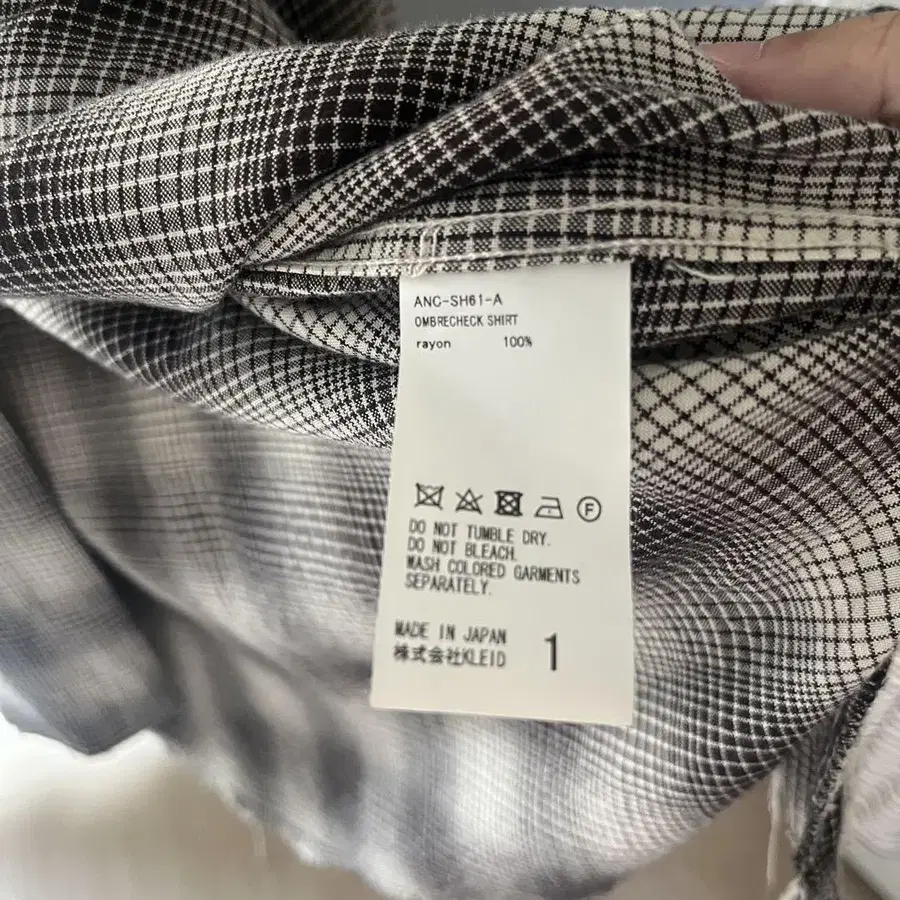 ANC-SH61-A
OMBRECHECK SHIRT
rayon 100%
F
DO NOT TUMBLE DRY.
DO NOT BLEACH.
WASH COLORED GARMENTS
SEPARATELY.
MADE IN JAPAN
株式会社KLEID 1